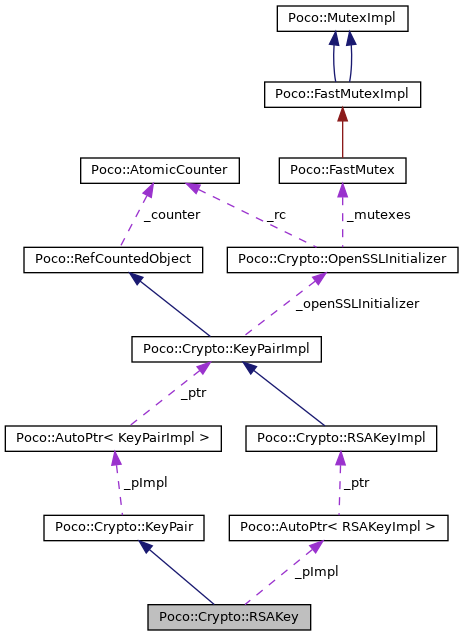 Poco::MutexImpl
Poco::FastMutexImpl
Poco::AtomicCounter
Poco::FastMutex
_counter
_rc
_mutexes
Poco::RefCountedObject
Poco::Crypto::OpenSSLInitializer
_openSSLInitializer
Poco::Crypto::KeyPairImpl
_ptr
Poco::AutoPtr< KeyPairImpl >
Poco::Crypto::RSAKeyImpl
_pImpl
_ptr
Poco::Crypto::KeyPair
Poco::AutoPtr< RSAKeyImpl >
_pImpl
Poco::Crypto::RSAKey